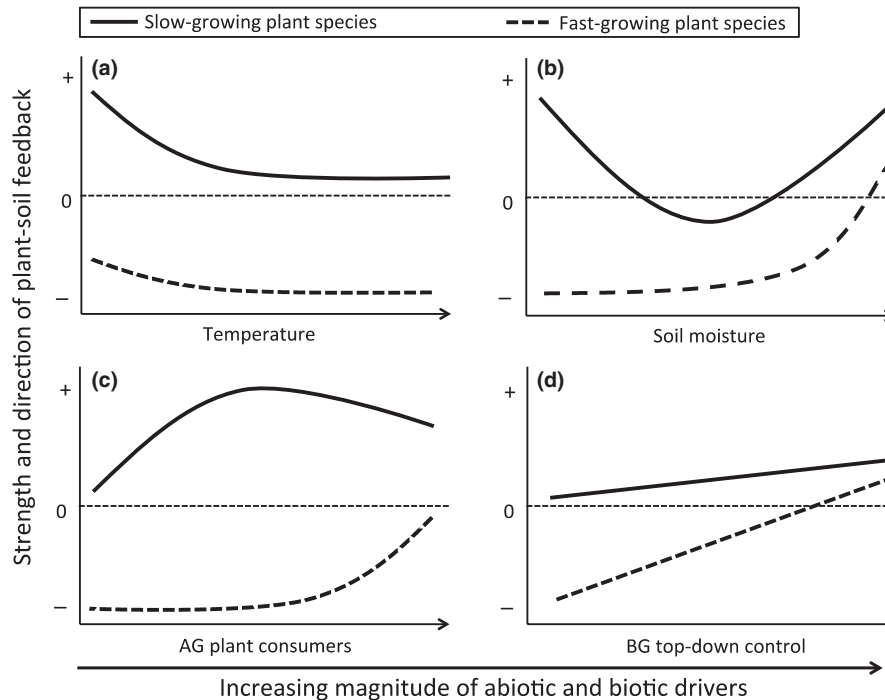 Slow-growing plant species Fast-growing plant species
(a)
+
0
–
Temperature
(b)
+
0
–
Soil moisture
(c)
+
0
–
AG plant consumers
(d)
+
0
–
BG top-down control
Strength and direction of plant-soil feedback
Increasing magnitude of abiotic and biotic drivers